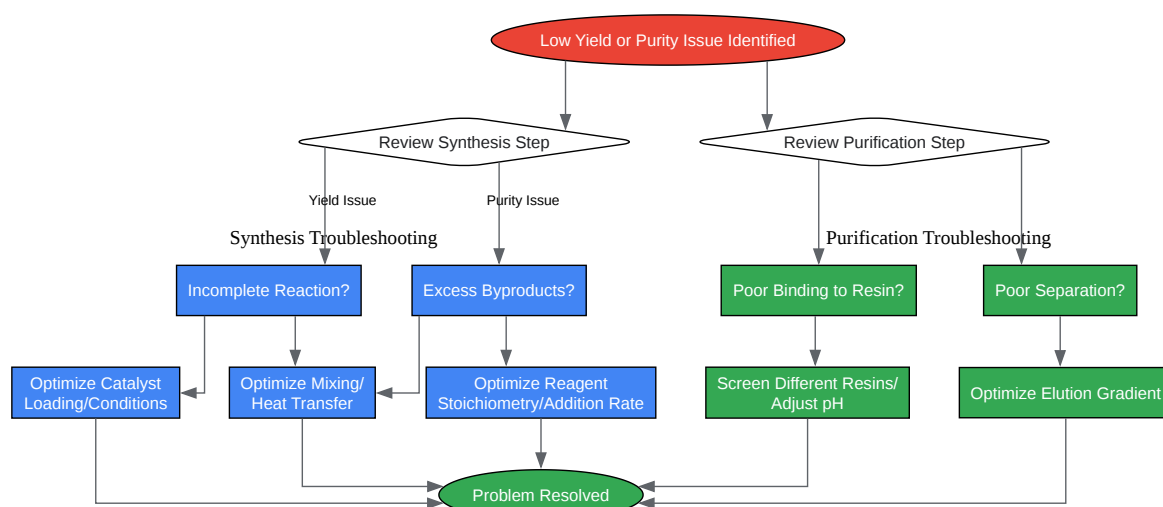 Low Yield or Purity Issue Identified
Review Synthesis Step
Review Purification Step
Yield Issue
Purity Issue
Synthesis Troubleshooting
Purification Troubleshooting
Incomplete Reaction?
Excess Byproducts?
Poor Binding to Resin?
Poor Separation?
Optimize Catalyst
Loading/Conditions
Optimize Mixing/
Heat Transfer
Optimize Reagent
Stoichiometry/Addition Rate
Screen Different Resins/
Adjust pH
Optimize Elution Gradient
Problem Resolved